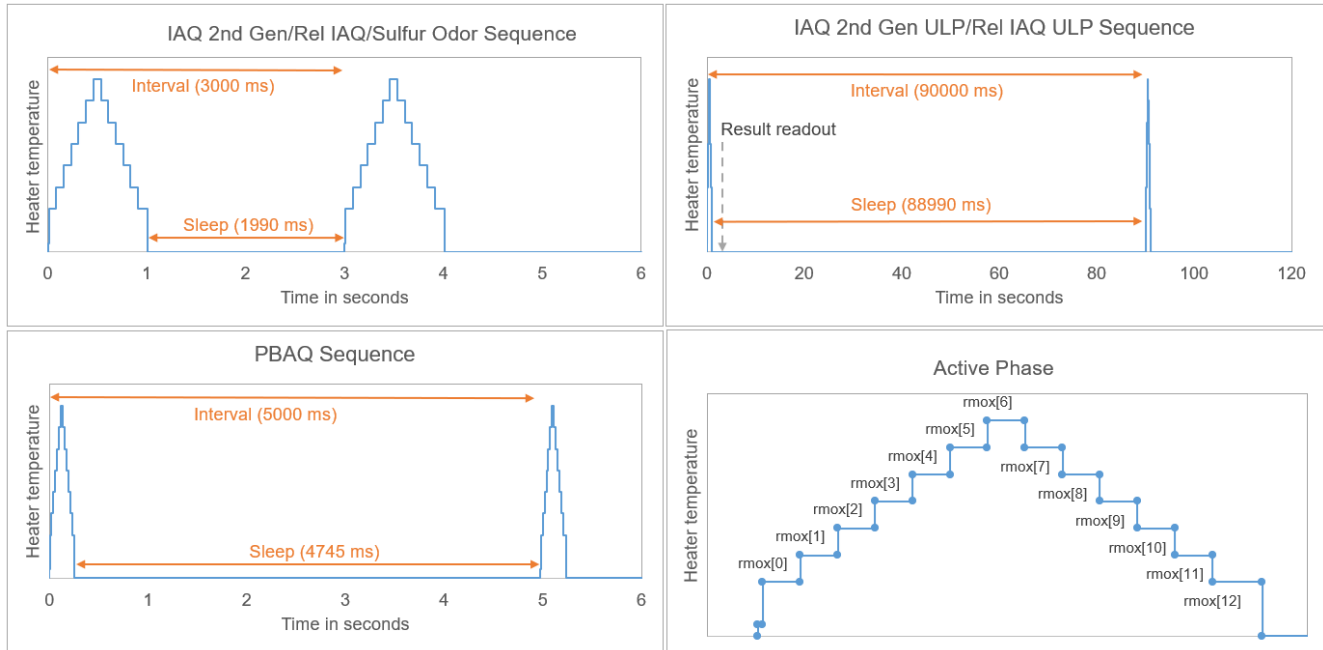 IAQ 2nd Gen/Rel IAQ/Sulfur Odor Sequence
Heater temperature
Interval (3000 ms)
Sleep (1990 ms)
0 1 2 3 4 5 6
Time in seconds
IAQ 2nd Gen ULP/Rel IAQ ULP Sequence
Heater temperature
Interval (90000 ms)
Result readout
Sleep (88990 ms)
0 20 40 60 80 100 120
Time in seconds
PBAQ Sequence
Heater temperature
Interval (5000 ms)
Sleep (4745 ms)
0 1 2 3 4 5 6
Time in seconds
Active Phase
Heater temperature
rmox[0]
rmox[1]
rmox[2]
rmox[3]
rmox[4]
rmox[5]
rmox[6]
rmox[7]
rmox[8]
rmox[9]
rmox[10]
rmox[11]
rmox[12]